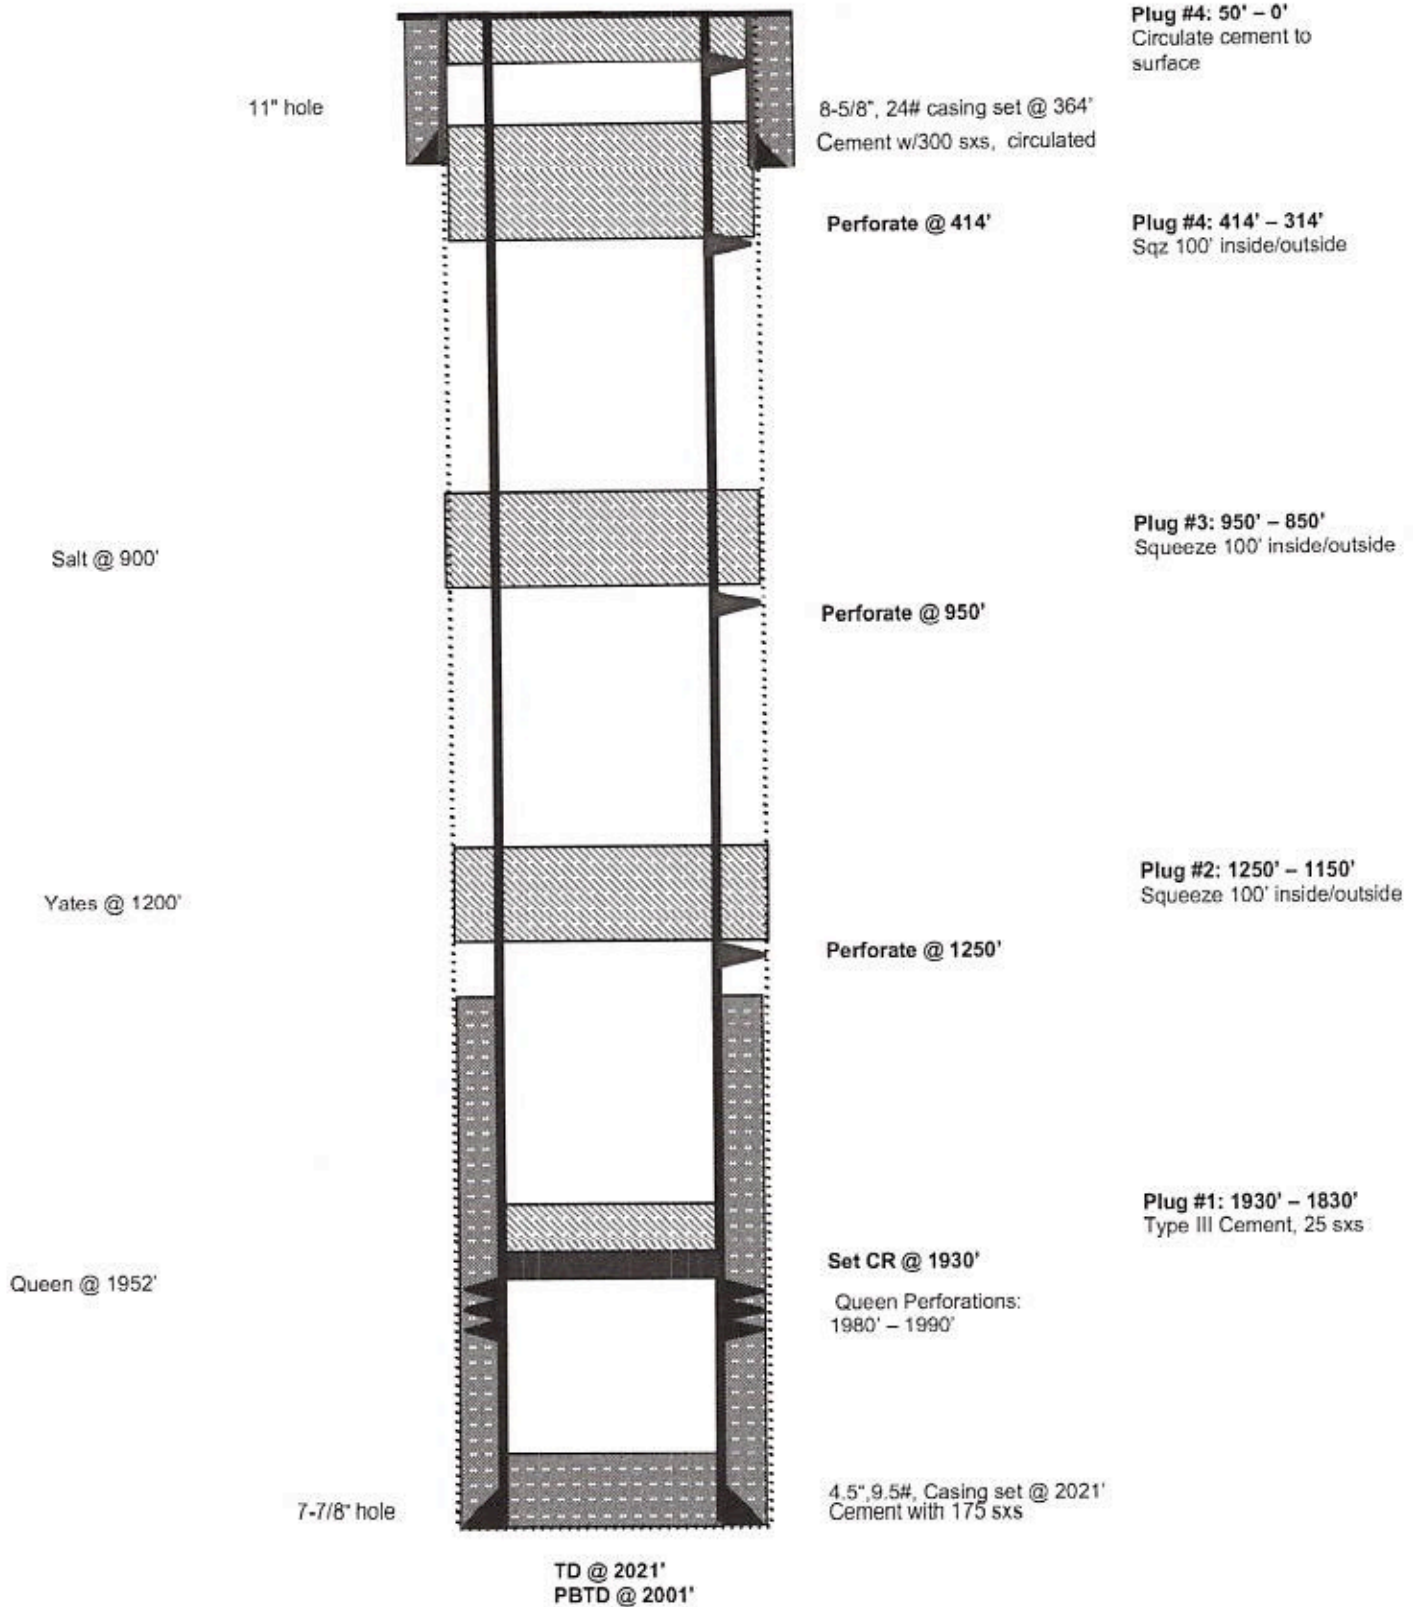 Plug #4: 50' – 0'
Circulate cement to
surface
11" hole
8-5/8", 24# casing set @ 364'
Cement w/300 sxs, circulated
Perforate @ 414'
Plug #4: 414' – 314'
Sqz 100' inside/outside
Salt @ 900'
Plug #3: 950' – 850'
Squeeze 100' inside/outside
Perforate @ 950'
Yates @ 1200'
Plug #2: 1250' – 1150'
Squeeze 100' inside/outside
Perforate @ 1250'
Plug #1: 1930' – 1830'
Type III Cement, 25 sxs
Queen @ 1952'
Set CR @ 1930'
Queen Perforations:
1980' – 1990'
7-7/8" hole
4.5",9.5#, Casing set @ 2021'
Cement with 175 sxs
TD @ 2021'
PBTD @ 2001'